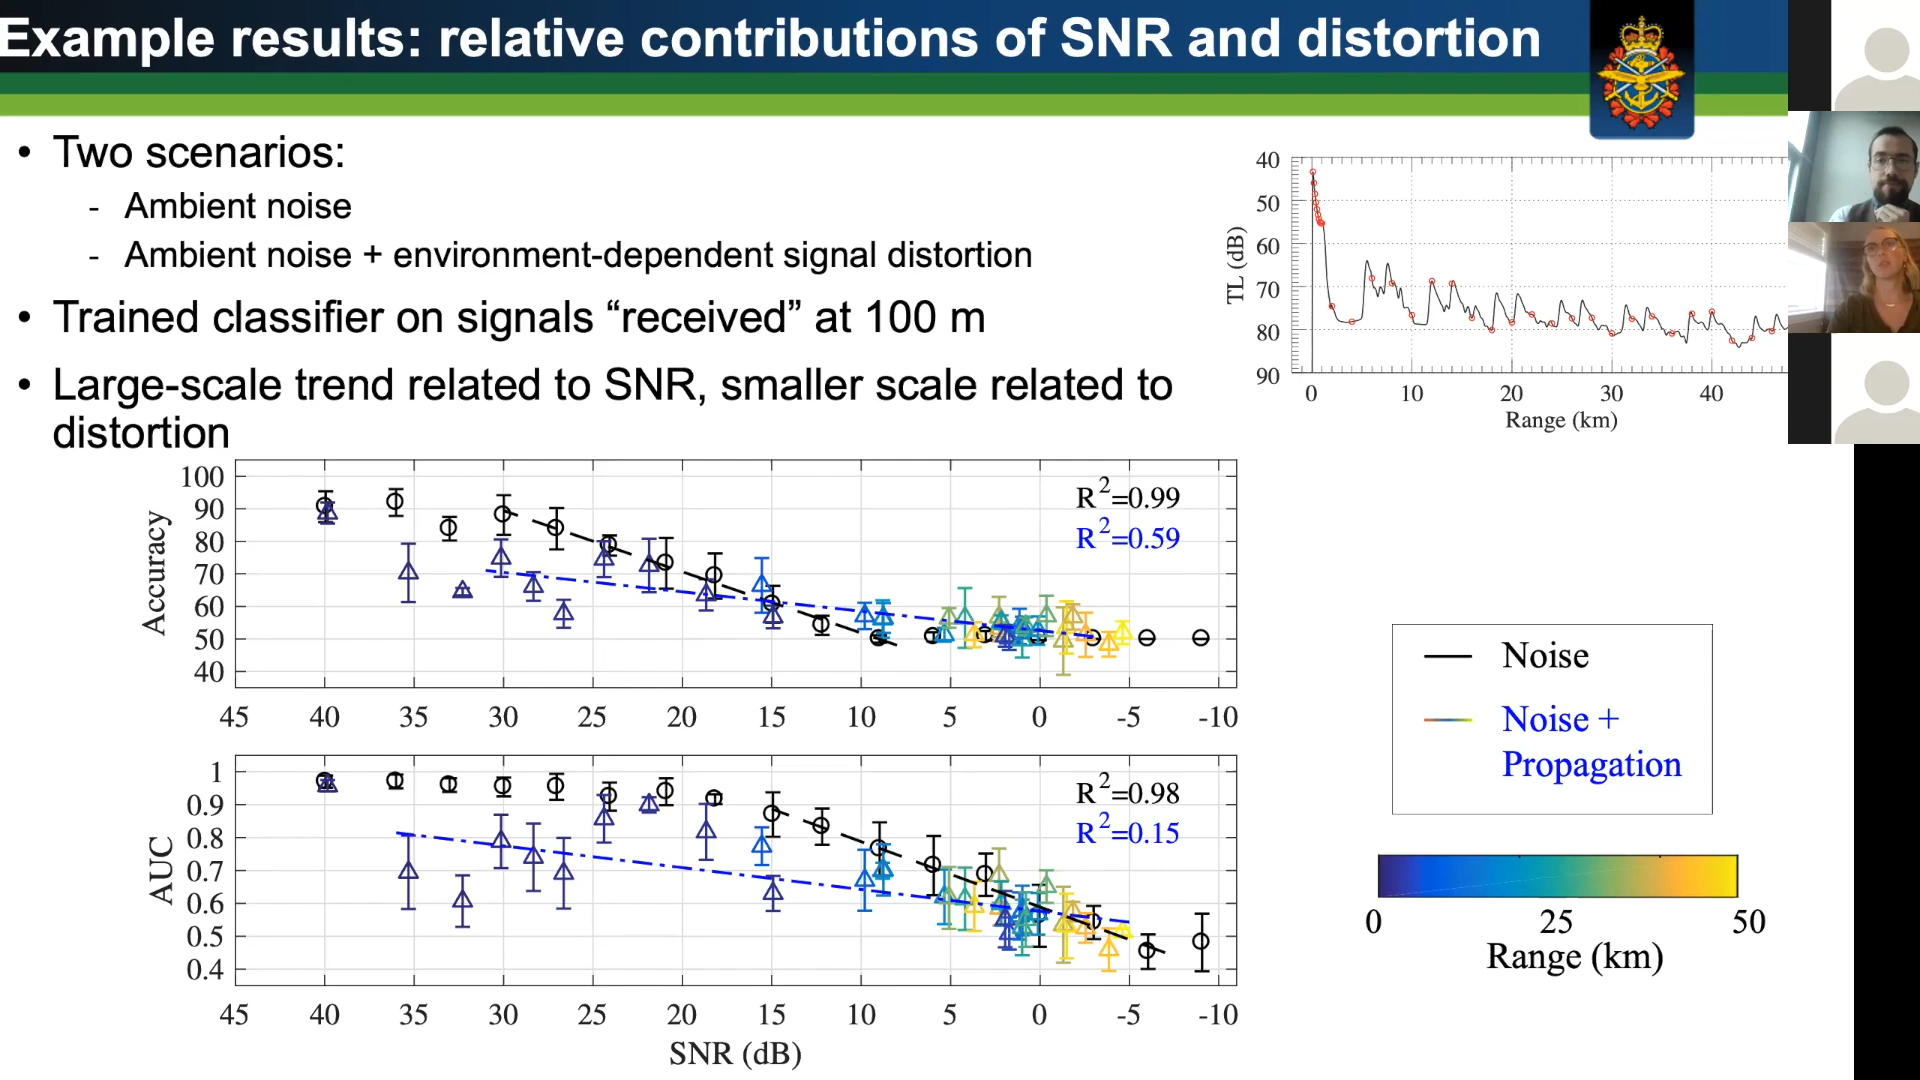 Example results: relative contributions of SNR and distortion
• Two scenarios:
- Ambient noise
- Ambient noise + environment-dependent signal distortion
• Trained classifier on signals “received” at 100 m
• Large-scale trend related to SNR, smaller scale related to
distortion
40
50
60
70
80
90
TL (dB)
0 10 20 30 40
Range (km)
100
90
80
70
60
50
40
Accuracy
R²=0.99
R²=0.59
45 40 35 30 25 20 15 10 5 0 -5 -10
1
0.9
0.8
0.7
0.6
0.5
0.4
AUC
R²=0.98
R²=0.15
45 40 35 30 25 20 15 10 5 0 -5 -10
SNR (dB)
Noise
Noise +
Propagation
0 25 50
Range (km)